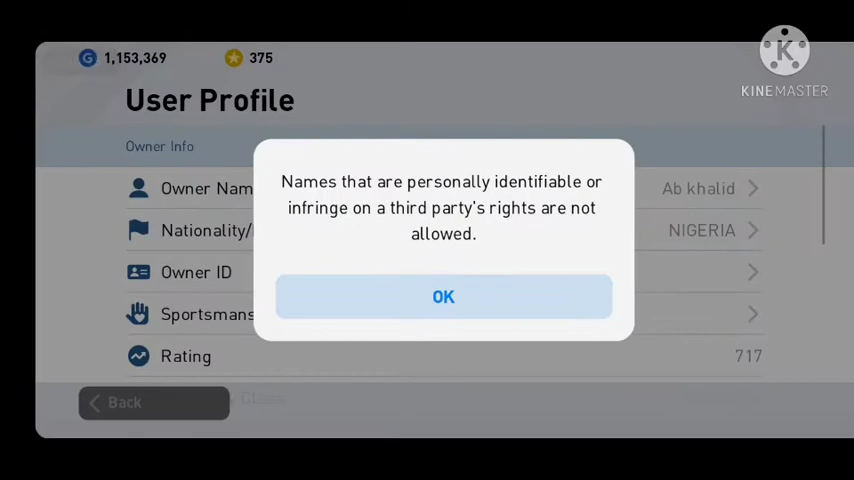 1,153,369 375
K
KINEMASTER
User Profile
Owner Info
Names that are personally identifiable or
infringe on a third party's rights are not
allowed.
OK
Owner Nam
Ab khalid
Nationality/
NIGERIA
Owner ID
Sportsmans
Rating
717
Back